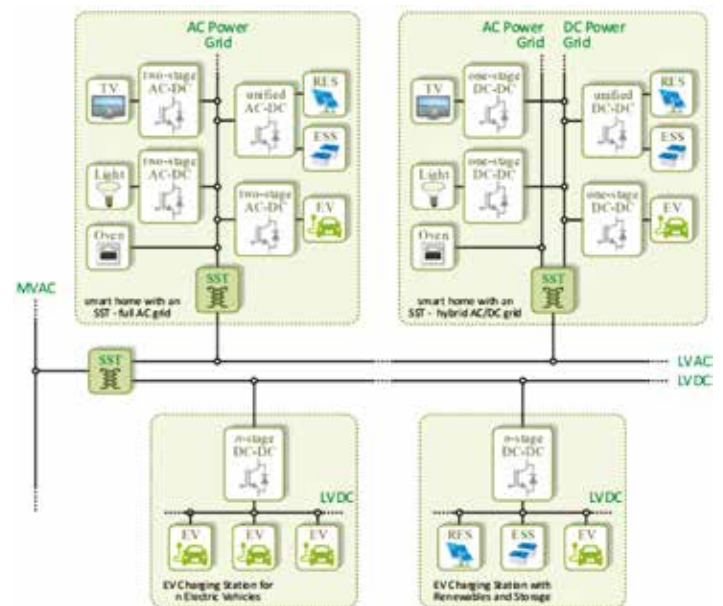 AC Power
Grid
TV
two-stage
AC-DC
unified
AC-DC
RES
ESS
Light
two-stage
AC-DC
two-stage
AC-DC
EV
Oven
SST
smart home with an
SST - full AC grid
AC Power
Grid
DC Power
Grid
TV
one-stage
DC-DC
unified
DC-DC
RES
ESS
Light
one-stage
DC-DC
one-stage
DC-DC
EV
Oven
SST
smart home with an
SST - hybrid AC/DC grid
MVAC
SST
LVAC
LVDC
n-stage
DC-DC
LVDC
EV
EV
EV
EV Charging Station for
n Electric Vehicles
n-stage
DC-DC
LVDC
RES
ESS
EV
EV Charging Station with
Renewables and Storage